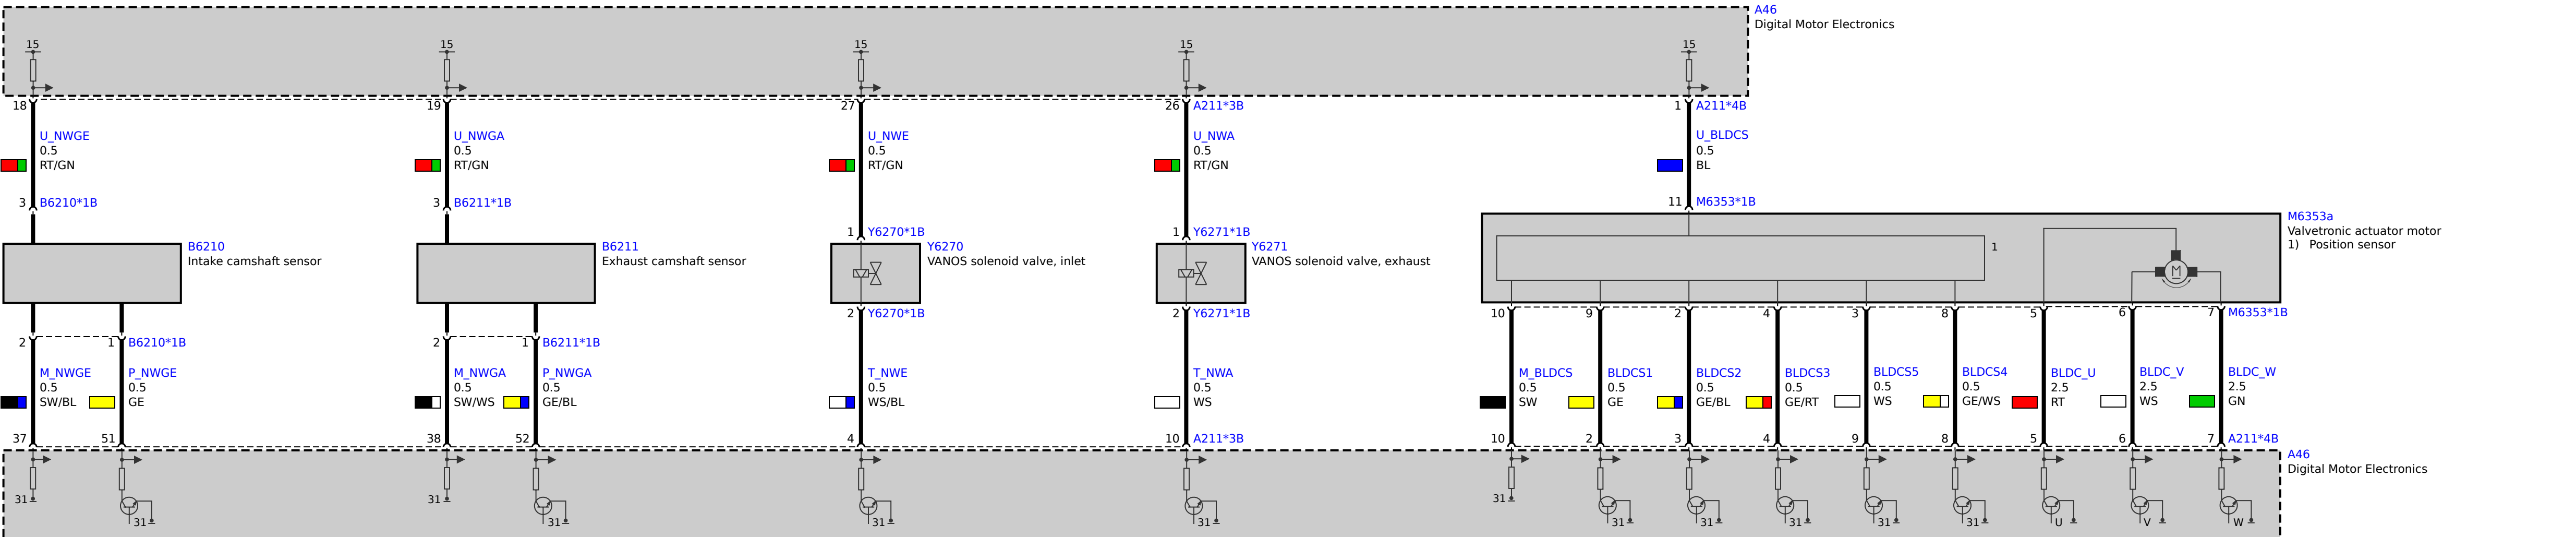 A46
Digital Motor Electronics
15 15 15 15 15
18 19 27 26 A211*3B 1 A211*4B
U_NWGE U_NWGA U_NWE U_NWA U_BLDCS
0.5 0.5 0.5 0.5 0.5
RT/GN RT/GN RT/GN RT/GN BL
3 B6210*1B 3 B6211*1B 11 M6353*1B
M6353a
Valvetronic actuator motor
1) Position sensor
1 Y6270*1B 1 Y6271*1B
B6210 B6211 Y6270 Y6271 1
Intake camshaft sensor Exhaust camshaft sensor VANOS solenoid valve, inlet VANOS solenoid valve, exhaust
M
2 Y6270*1B 2 Y6271*1B 10 9 2 4 3 8 5 6 7 M6353*1B
2 1 B6210*1B 2 1 B6211*1B
M_NWGE P_NWGE M_NWGA P_NWGA T_NWE T_NWA M_BLDCS BLDCS1 BLDCS2 BLDCS3 BLDCS5 BLDCS4 BLDC_U BLDC_V BLDC_W
0.5 0.5 0.5 0.5 0.5 0.5 0.5 0.5 0.5 0.5 0.5 0.5 2.5 2.5 2.5
SW/BL GE SW/WS GE/BL WS/BL WS SW GE GE/BL GE/RT WS GE/WS RT WS GN
37 51 38 52 4 10 A211*3B 10 2 3 4 9 8 5 6 7 A211*4B
A46
Digital Motor Electronics
31 31 31
31 31 31 31 31 31 31 31 31 U V W